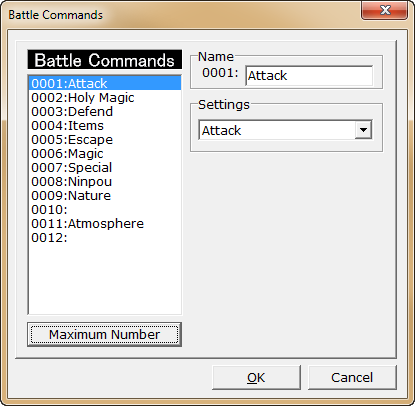 Battle Commands
Battle Commands
0001:Attack
0002:Holy Magic
0003:Defend
0004:Items
0005:Escape
0006:Magic
0007:Special
0008:Ninpou
0009:Nature
0010:
0011:Atmosphere
0012:
Maximum Number
Name
0001: Attack
Settings
Attack
OK Cancel